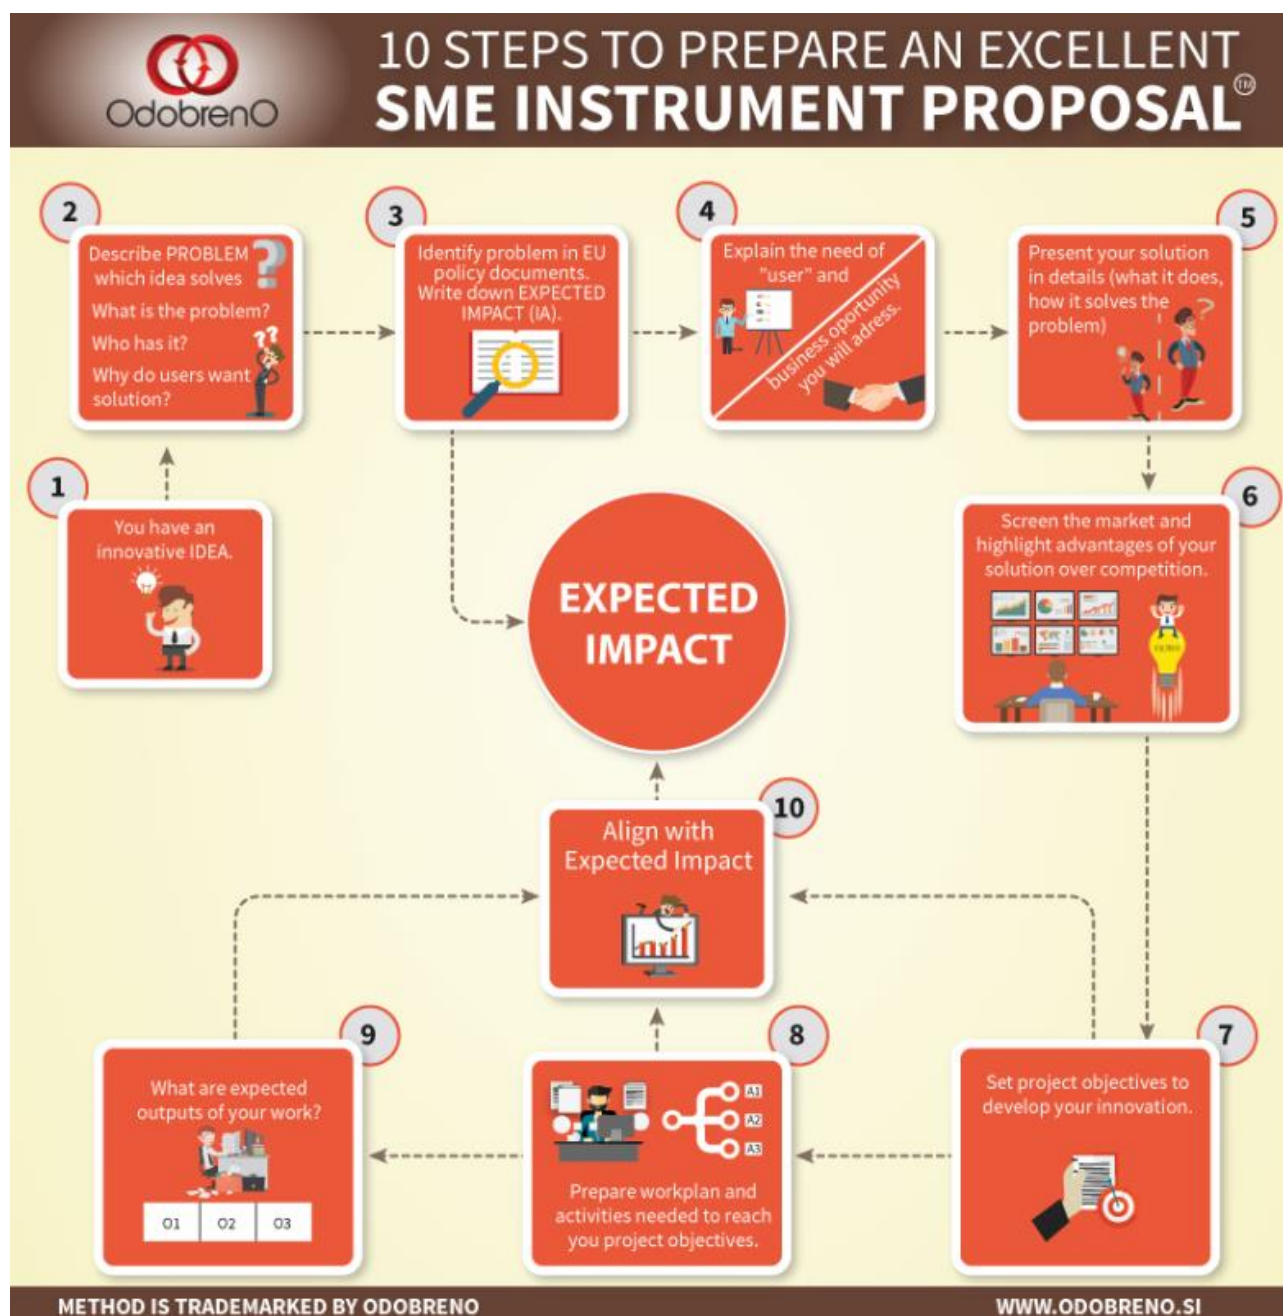 OdobrenO
10 STEPS TO PREPARE AN EXCELLENT
SME INSTRUMENT PROPOSAL
TM
1
You have an
innovative IDEA.
2
Describe PROBLEM
which idea solves
What is the problem?
Who has it?
Why do users want
solution?
3
Identify problem in EU
policy documents.
Write down EXPECTED
IMPACT (IA).
4
Explain the need of
"user" and
business oportunity
you will adress.
5
Present your solution
in details (what it does,
how it solves the
problem)
6
Screen the market and
highlight advantages of your
solution over competition.
EXPECTED
IMPACT
7
Set project objectives to
develop your innovation.
8
A1
A2
A3
Prepare workplan and
activities needed to reach
you project objectives.
9
What are expected
outputs of your work?
O1 O2 O3
10
Align with
Expected Impact
METHOD IS TRADEMARKED BY ODOBRENO
WWW.ODOBRENO.SI